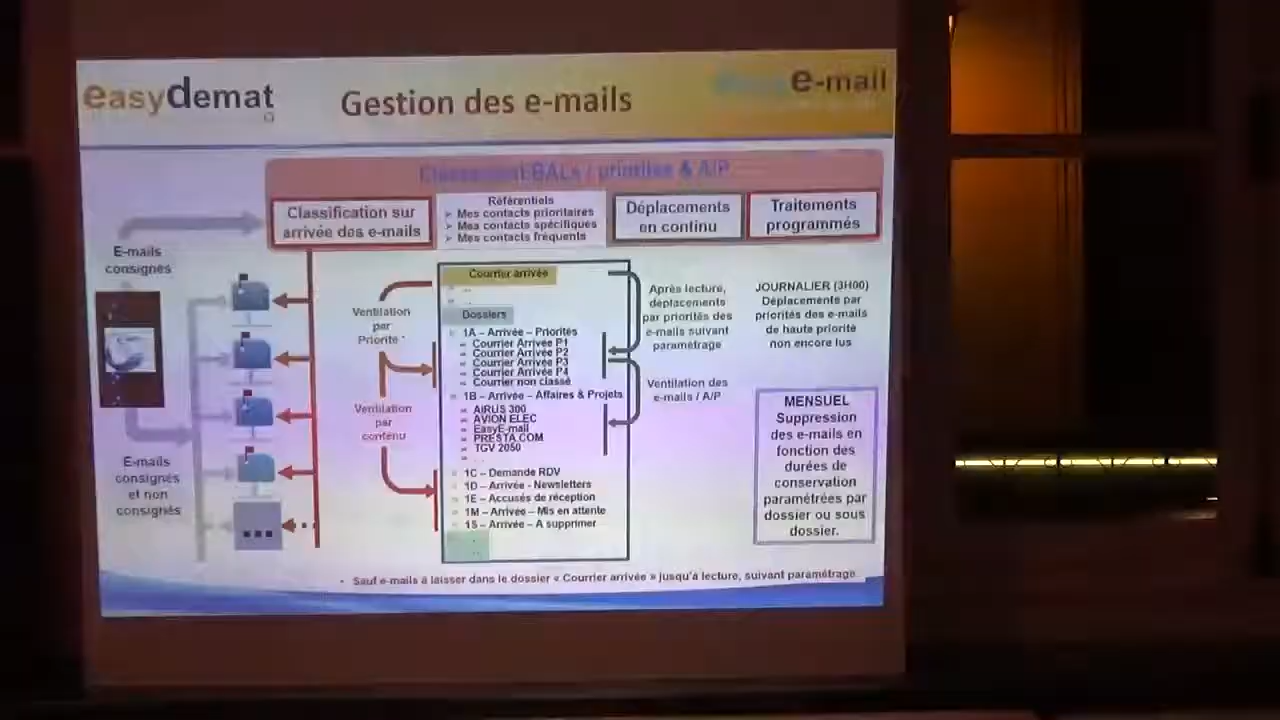 easydemat
Gestion des e-mails
e-mail
Classement BALs / priorités & A/P
Classification sur
arrivée des e-mails
Référentiels
➢ Mes contacts prioritaires
➢ Mes contacts spécifiques
➢ Mes contacts fréquents
Déplacements
en continu
Traitements
programmés
E-mails
consignés
E-mails
consignés
et non
consignés
...
Ventilation
par
Priorité *
Ventilation
par
contenu
Courrier arrivée
...
...
Dossiers
1A – Arrivée – Priorités
Courrier Arrivée P1
Courrier Arrivée P2
Courrier Arrivée P3
Courrier Arrivée P4
Courrier non classé
1B – Arrivée – Affaires & Projets
AIRUS 300
AVION ELEC
EasyE-mail
PRESTA.COM
TGV 2050
...
1C – Demande RDV
1D – Arrivée - Newsletters
1E – Accusés de réception
1M – Arrivée – Mis en attente
1S – Arrivée – A supprimer
Après lecture,
déplacements
par priorités des
e-mails suivant
paramétrage
Ventilation des
e-mails / A/P
JOURNALIER (3H00)
Déplacements par
priorités des e-mails
de haute priorité
non encore lus
MENSUEL
Suppression
des e-mails en
fonction des
durées de
conservation
paramétrées par
dossier ou sous
dossier.
• Sauf e-mails à laisser dans le dossier « Courrier arrivée » jusqu'à lecture, suivant paramétrage